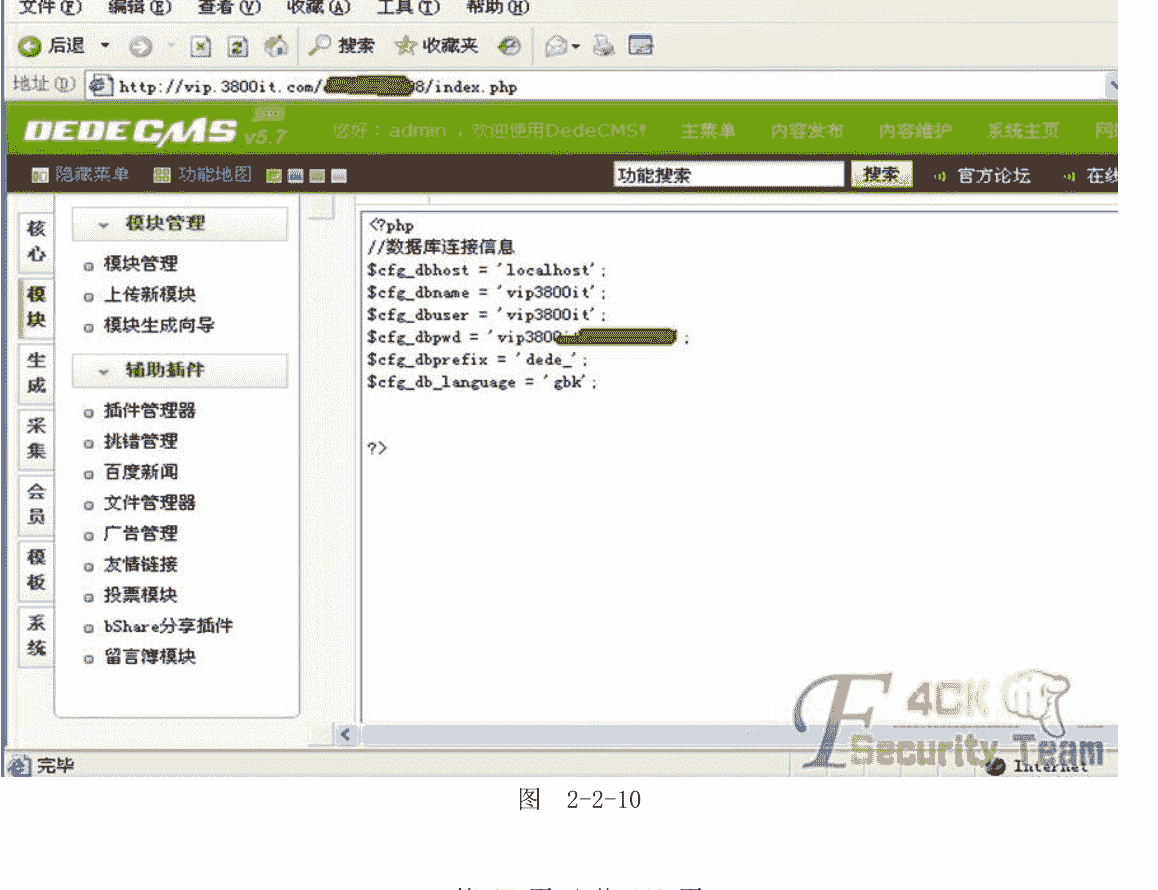 文件(F) 编辑(E) 查看(V) 收藏(A) 工具(T) 帮助(H)
后退 搜索 收藏夹
地址(D) http://vip.3800it.com/ 8/index.php
DEDECMS v5.7 您好:admin,欢迎使用DedeCMS! 主菜单 内容发布 内容维护 系统主页 网
隐藏菜单 功能地图 功能搜索 搜索 官方论坛 在线
核心
模块
生成
采集
会员
模板
系统
模块管理
模块管理
上传新模块
模块生成向导
辅助插件
插件管理器
挑错管理
百度新闻
文件管理器
广告管理
友情链接
投票模块
bShare分享插件
留言簿模块
<?php
//数据库连接信息
$cfg_dbhost = 'localhost';
$cfg_dbname = 'vip3800it';
$cfg_dbuser = 'vip3800it';
$cfg_dbpwd = 'vip3800it ';
$cfg_dbprefix = 'dede_';
$cfg_db_language = 'gbk';
?>
F4CK
Security Team
完毕 Internet
图 2-2-10